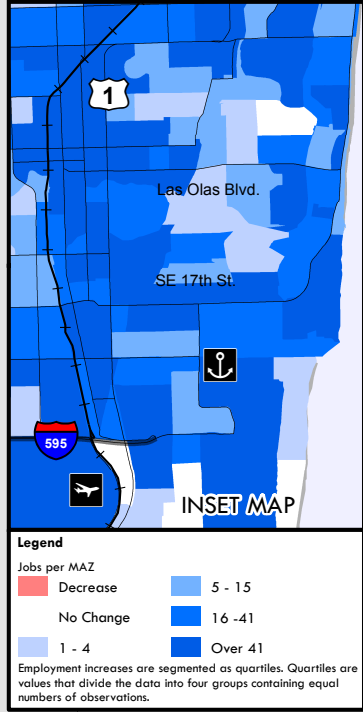 1
Las Olas Blvd.
SE 17th St.
595
INSET MAP
Legend
Jobs per MAZ
Decrease
5 - 15
No Change
16 -41
1 - 4
Over 41
Employment increases are segmented as quartiles. Quartiles are
values that divide the data into four groups containing equal
numbers of observations.